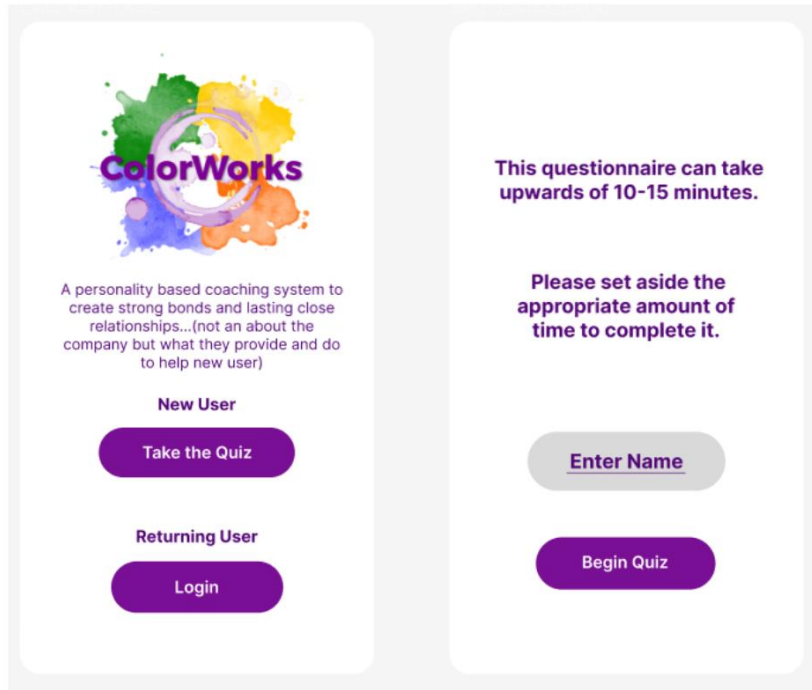 ColorWorks
A personality based coaching system to
create strong bonds and lasting close
relationships...(not an about the
company but what they provide and do
to help new user)
New User
Take the Quiz
Returning User
Login
This questionnaire can take
upwards of 10-15 minutes.
Please set aside the
appropriate amount of
time to complete it.
Enter Name
Begin Quiz